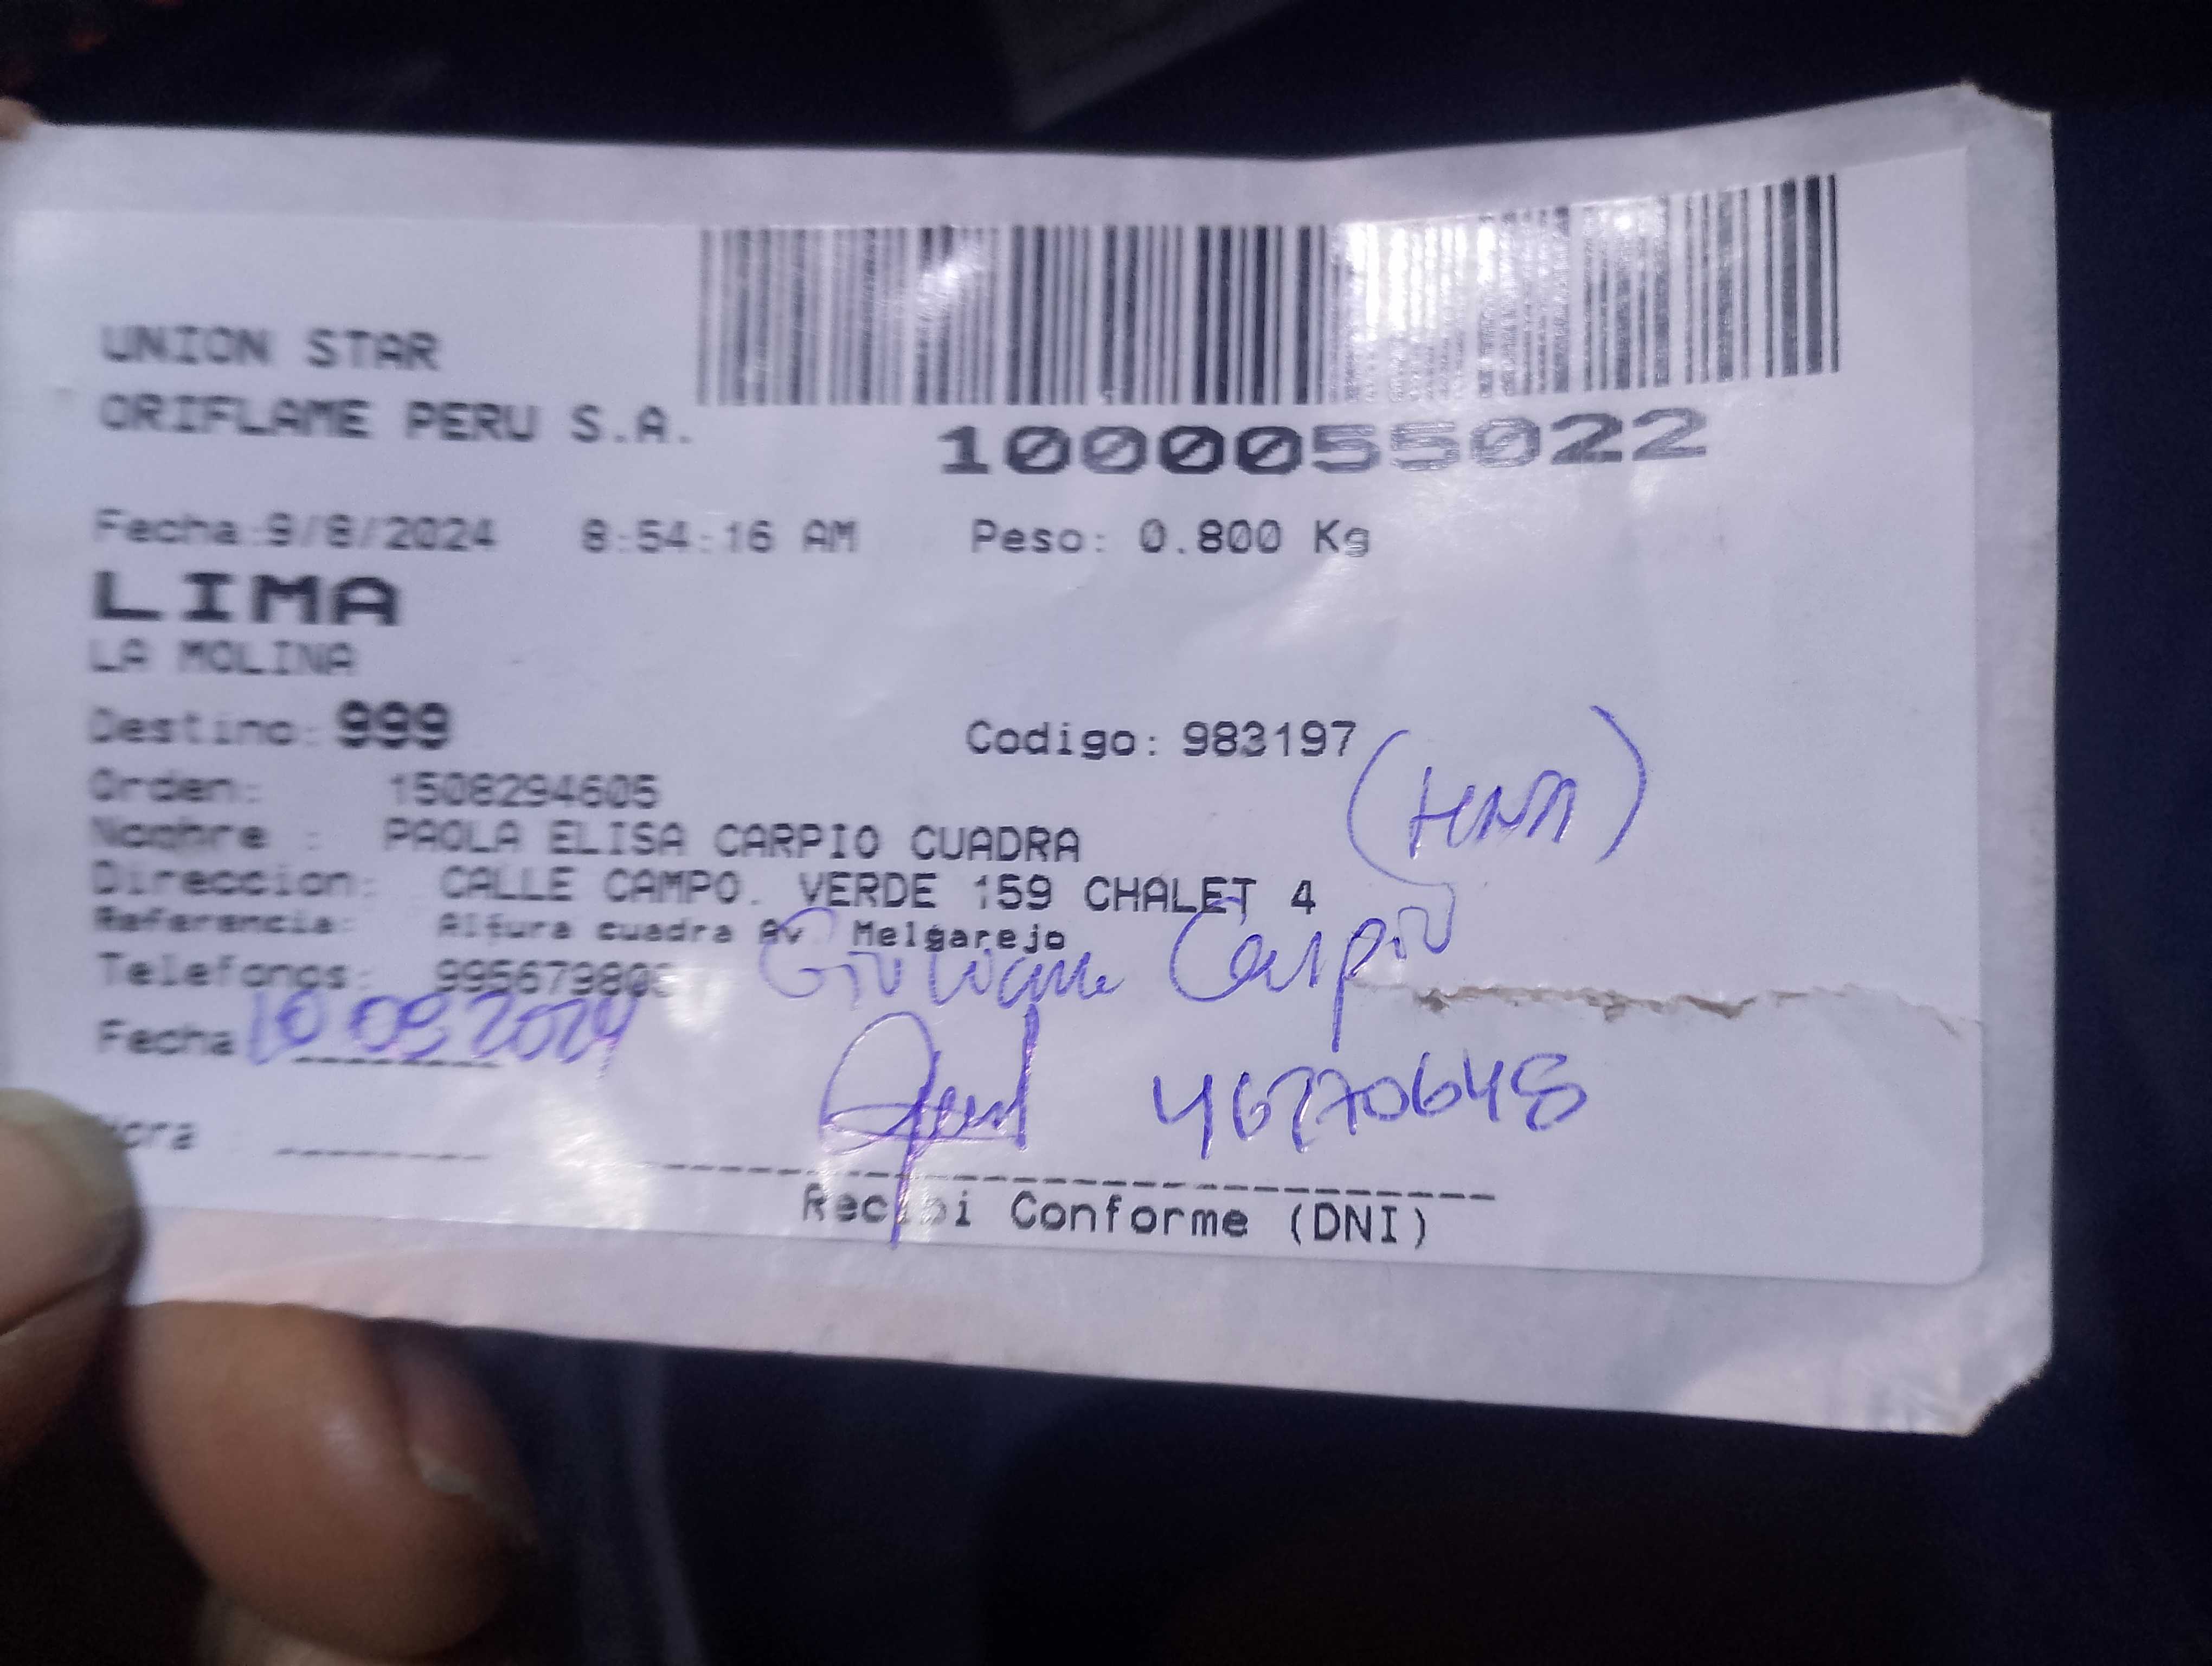 UNION STAR
ORIFLAME PERU S.A.
1000055022
Fecha:9/8/2024 8:54:16 AM Peso: 0.800 Kg
LIMA
LA MOLINA
Destino: 999 Codigo: 983197
(HNA)
Orden: 1508294605
Nombre : PAOLA ELISA CARPIO CUADRA
Direccion: CALLE CAMPO. VERDE 159 CHALET 4
Referencia: Altura cuadra Av Melgarejo
Telefonos:
Carpio
Fecha 10 09 2024
46770648
Hora :
Recibi Conforme (DNI)